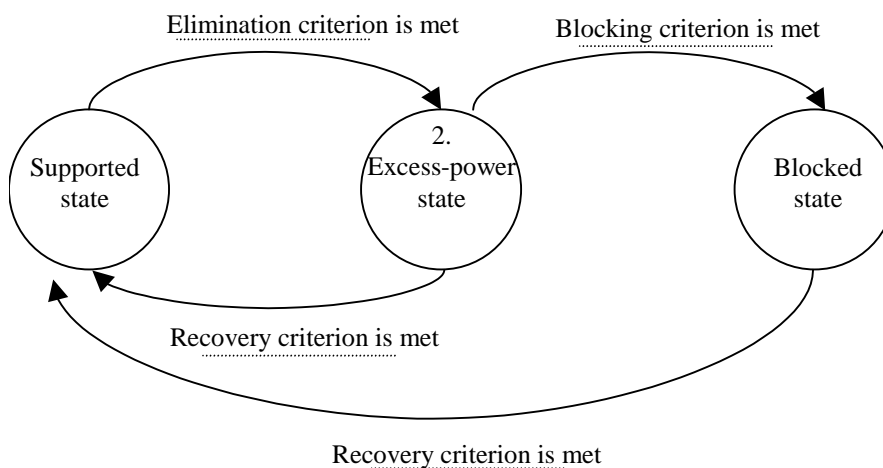 Elimination criterion is met
Blocking criterion is met
Supported
state
2.
Excess-power
state
Blocked
state
Recovery criterion is met
Recovery criterion is met